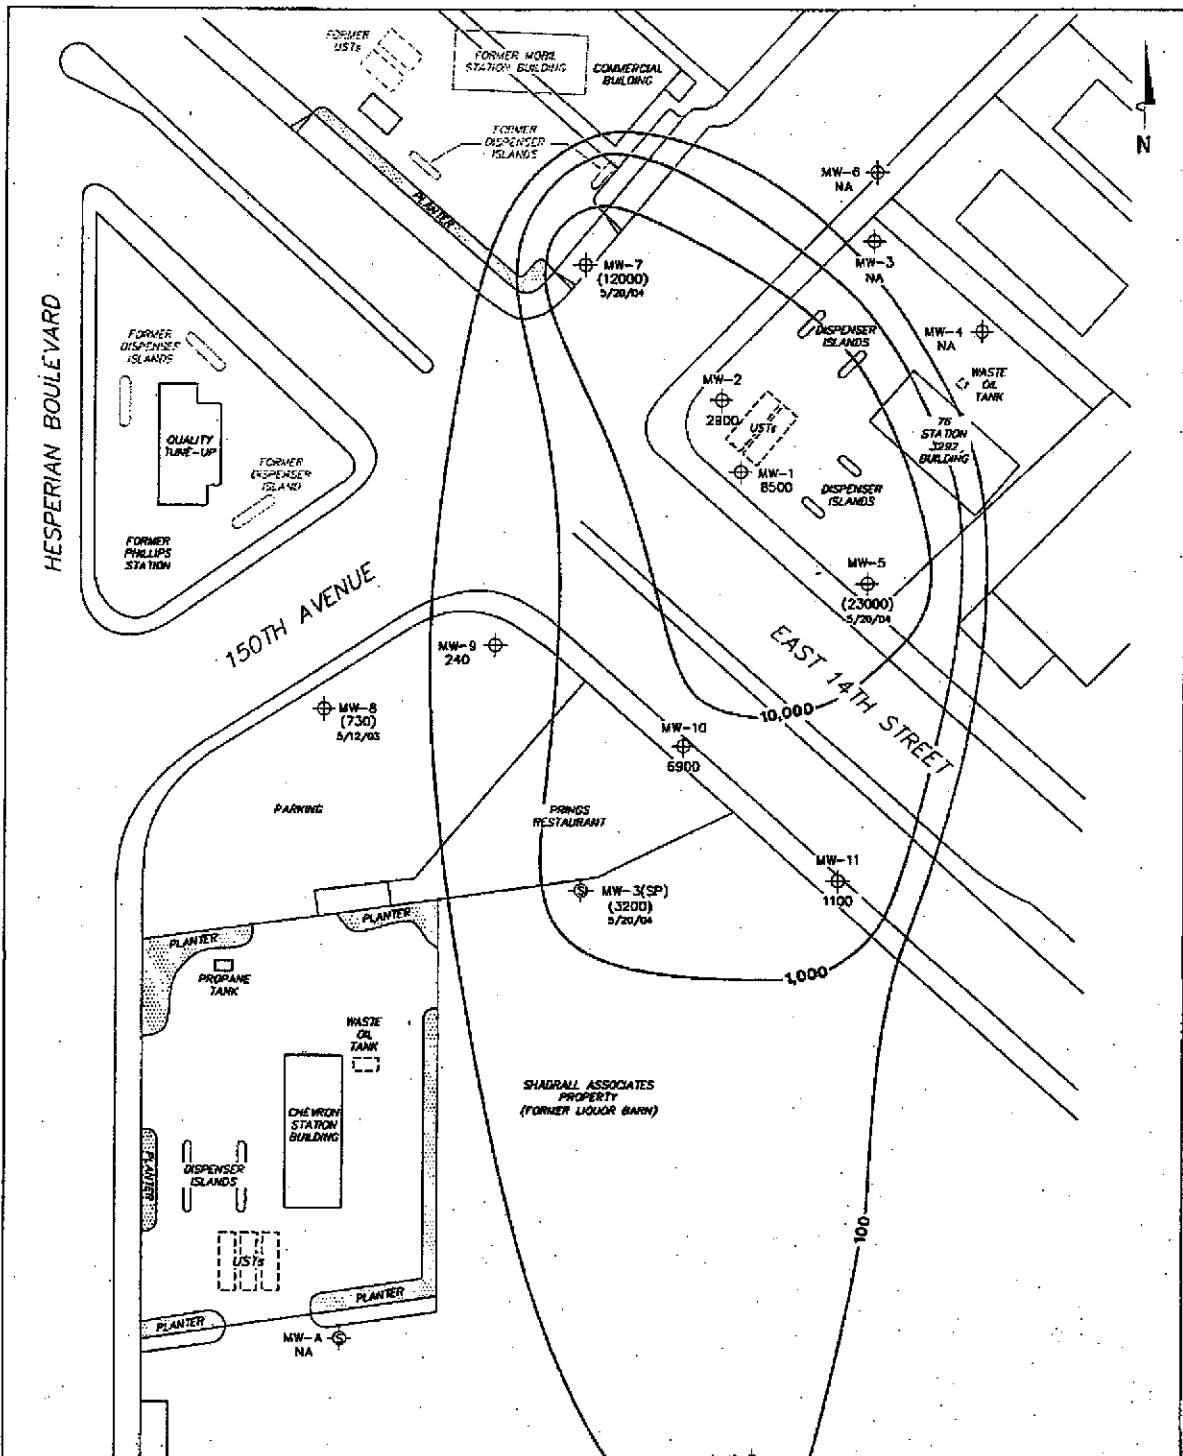 FORMER
USTs
FORMER MOBIL
STATION BUILDING
COMMERCIAL
BUILDING
N
FORMER
DISPENSER
ISLANDS
PLANTER
MW-6
NA
MW-3
NA
MW-7
(12000)
5/20/04
HESPERIAN BOULEVARD
FORMER
DISPENSER
ISLANDS
DISPENSER
ISLANDS
MW-4
NA
WASTE
OIL
TANK
MW-2
2800
USTs
76
STATION
3292
BUILDING
QUALITY
TUNE-UP
FORMER
DISPENSER
ISLAND
MW-1
8500
DISPENSER
ISLANDS
FORMER
PHILLIPS
STATION
MW-5
(23000)
5/20/04
150TH AVENUE
EAST 14TH STREET
MW-9
240
MW-8
(730)
5/12/03
10,000
MW-10
6900
PARKING
PRINGS
RESTAURANT
MW-11
1100
MW-3(SP)
(3200)
5/20/04
PLANTER
PLANTER
PROPANE
TANK
1,000
WASTE
OIL
TANK
SHADRALL ASSOCIATES
PROPERTY
(FORMER LIQUOR BARN)
CHEVRON
STATION
BUILDING
PLANTER
DISPENSER
ISLANDS
100
USTs
PLANTER
PLANTER
MW-A
NA